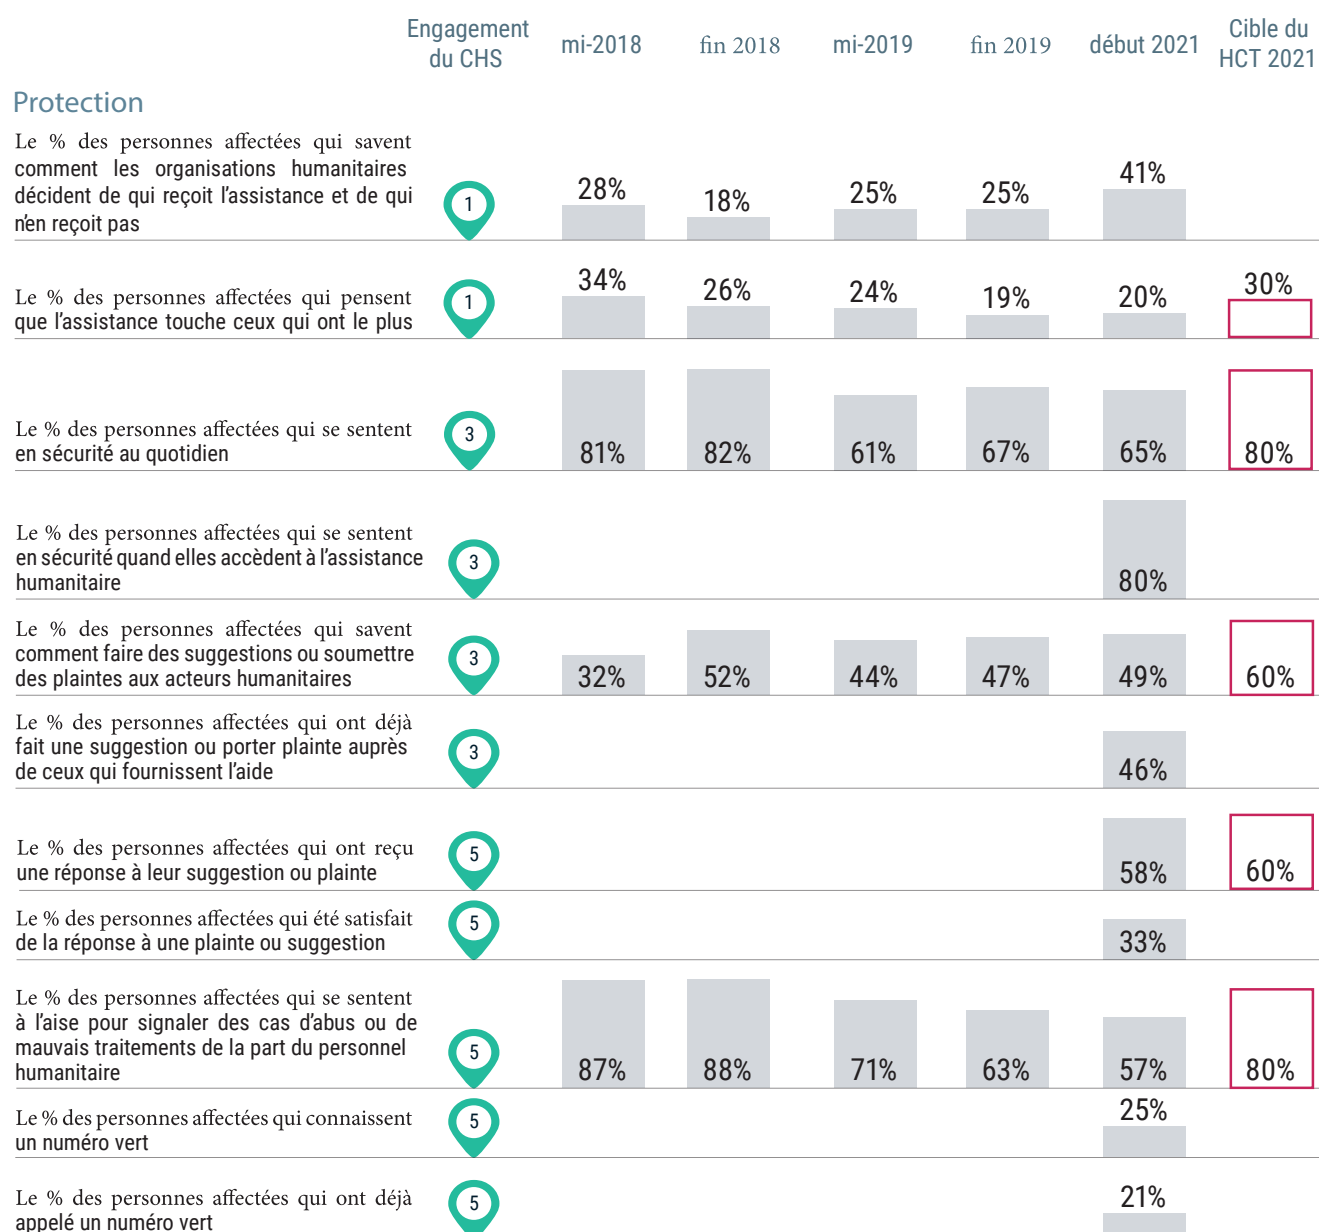 Engagement
du CHS
mi-2018
fin 2018
mi-2019
fin 2019
début 2021
Cible du
HCT 2021
Protection
Le % des personnes affectées qui savent
comment les organisations humanitaires
décident de qui reçoit l'assistance et de qui
n'en reçoit pas
1
28%
18%
25%
25%
41%
Le % des personnes affectées qui pensent
que l'assistance touche ceux qui ont le plus
1
34%
26%
24%
19%
20%
30%
Le % des personnes affectées qui se sentent
en sécurité au quotidien
3
81%
82%
61%
67%
65%
80%
Le % des personnes affectées qui se sentent
en sécurité quand elles accèdent à l'assistance
humanitaire
3
80%
Le % des personnes affectées qui savent
comment faire des suggestions ou soumettre
des plaintes aux acteurs humanitaires
3
32%
52%
44%
47%
49%
60%
Le % des personnes affectées qui ont déjà
fait une suggestion ou porter plainte auprès
de ceux qui fournissent l'aide
3
46%
Le % des personnes affectées qui ont reçu
une réponse à leur suggestion ou plainte
5
58%
60%
Le % des personnes affectées qui été satisfait
de la réponse à une plainte ou suggestion
5
33%
Le % des personnes affectées qui se sentent
à l'aise pour signaler des cas d'abus ou de
mauvais traitements de la part du personnel
humanitaire
5
87%
88%
71%
63%
57%
80%
Le % des personnes affectées qui connaissent
un numéro vert
5
25%
Le % des personnes affectées qui ont déjà
appelé un numéro vert
5
21%